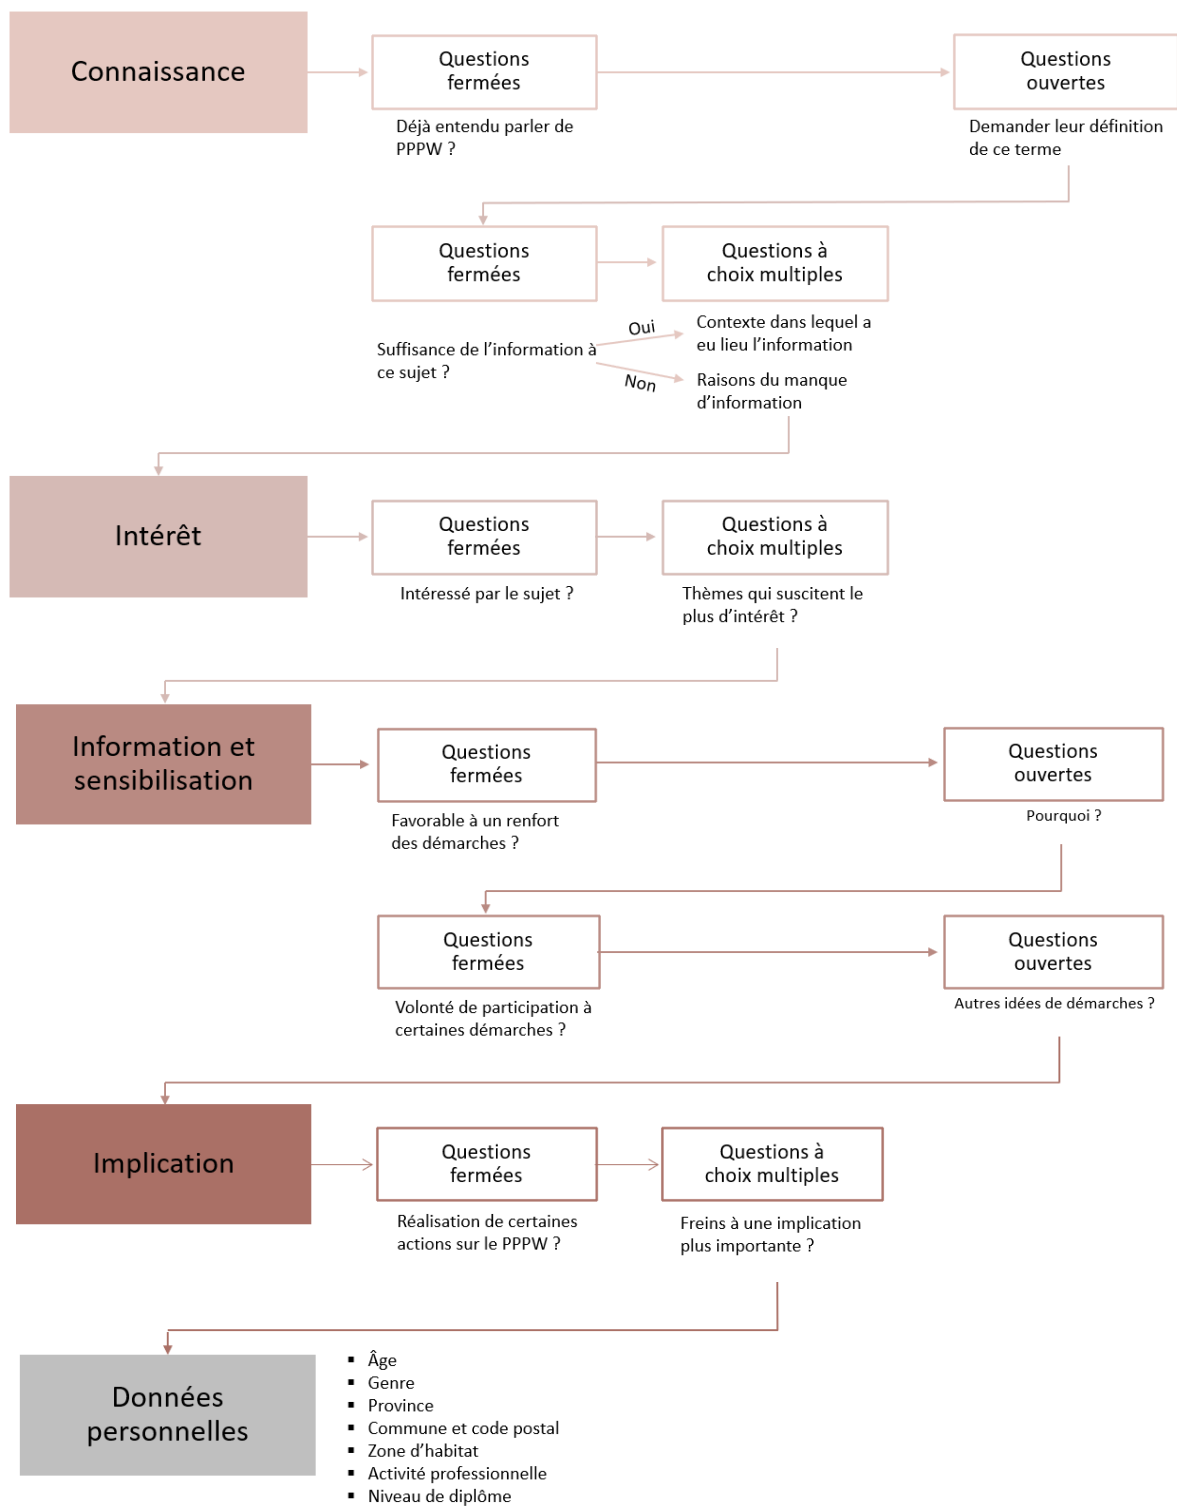 Connaissance
Questions
fermées
Déjà entendu parler de
PPPW ?
Questions
ouvertes
Demander leur définition
de ce terme
Questions
fermées
Suffisance de l'information à
ce sujet ?
Oui
Non
Questions à
choix multiples
Contexte dans lequel a
eu lieu l'information
Raisons du manque
d'information
Intérêt
Questions
fermées
Intéressé par le sujet ?
Questions à
choix multiples
Thèmes qui suscitent le
plus d'intérêt ?
Information et
sensibilisation
Questions
fermées
Favorable à un renfort
des démarches ?
Questions
ouvertes
Pourquoi ?
Questions
fermées
Volonté de participation à
certaines démarches ?
Questions
ouvertes
Autres idées de démarches ?
Implication
Questions
fermées
Réalisation de certaines
actions sur le PPPW ?
Questions à
choix multiples
Freins à une implication
plus importante ?
Données
personnelles
▪ Âge
▪ Genre
▪ Province
▪ Commune et code postal
▪ Zone d'habitat
▪ Activité professionnelle
▪ Niveau de diplôme